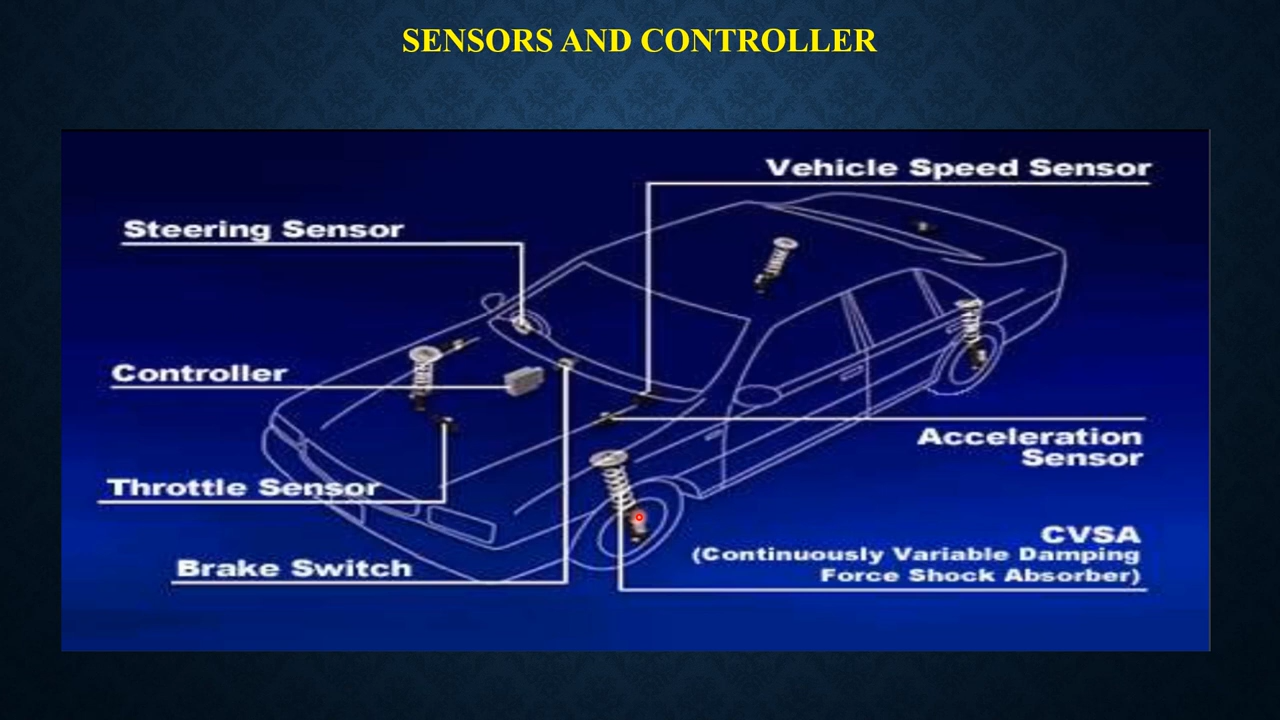 SENSORS AND CONTROLLER
Vehicle Speed Sensor
Steering Sensor
Controller
Acceleration
Sensor
Throttle Sensor
CVSA
(Continuously Variable Damping
Force Shock Absorber)
Brake Switch